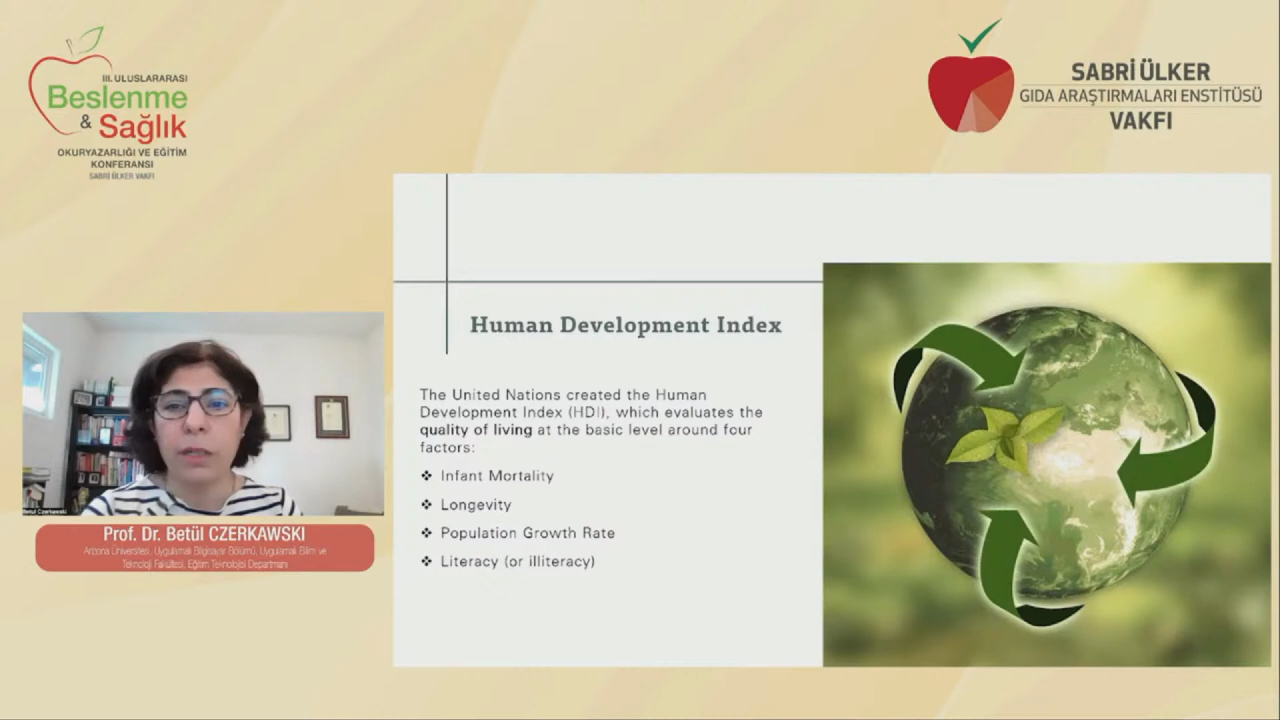 III. ULUSLARARASI
Beslenme
& Sağlık
OKURYAZARLIĞI VE EĞİTİM
KONFERANSI
SABRİ ÜLKER VAKFI
SABRİ ÜLKER
GIDA ARAŞTIRMALARI ENSTİTÜSÜ
VAKFI
Human Development Index
The United Nations created the Human
Development Index (HDI), which evaluates the
quality of living at the basic level around four
factors:
❖ Infant Mortality
❖ Longevity
❖ Population Growth Rate
❖ Literacy (or illiteracy)
Betül Czerkawski
Prof. Dr. Betül CZERKAWSKI
Arizona Üniversitesi, Uygulamalı Bilgisayar Bölümü, Uygulamalı Bilim ve
Teknoloji Fakültesi, Eğitim Teknolojisi Departmanı